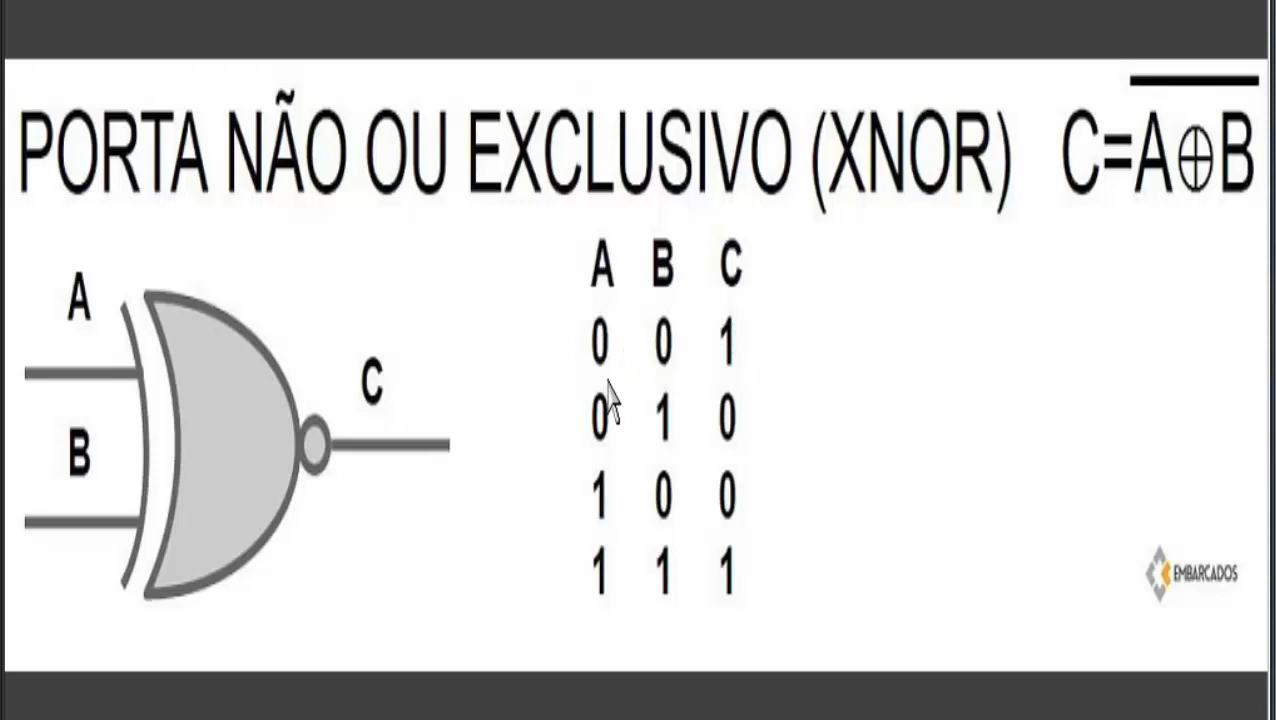 PORTA NÃO OU EXCLUSIVO (XNOR) C=A⊕B
A B C
0 0 1
0 1 0
1 0 0
1 1 1
A
C
B
EMBARCADOS